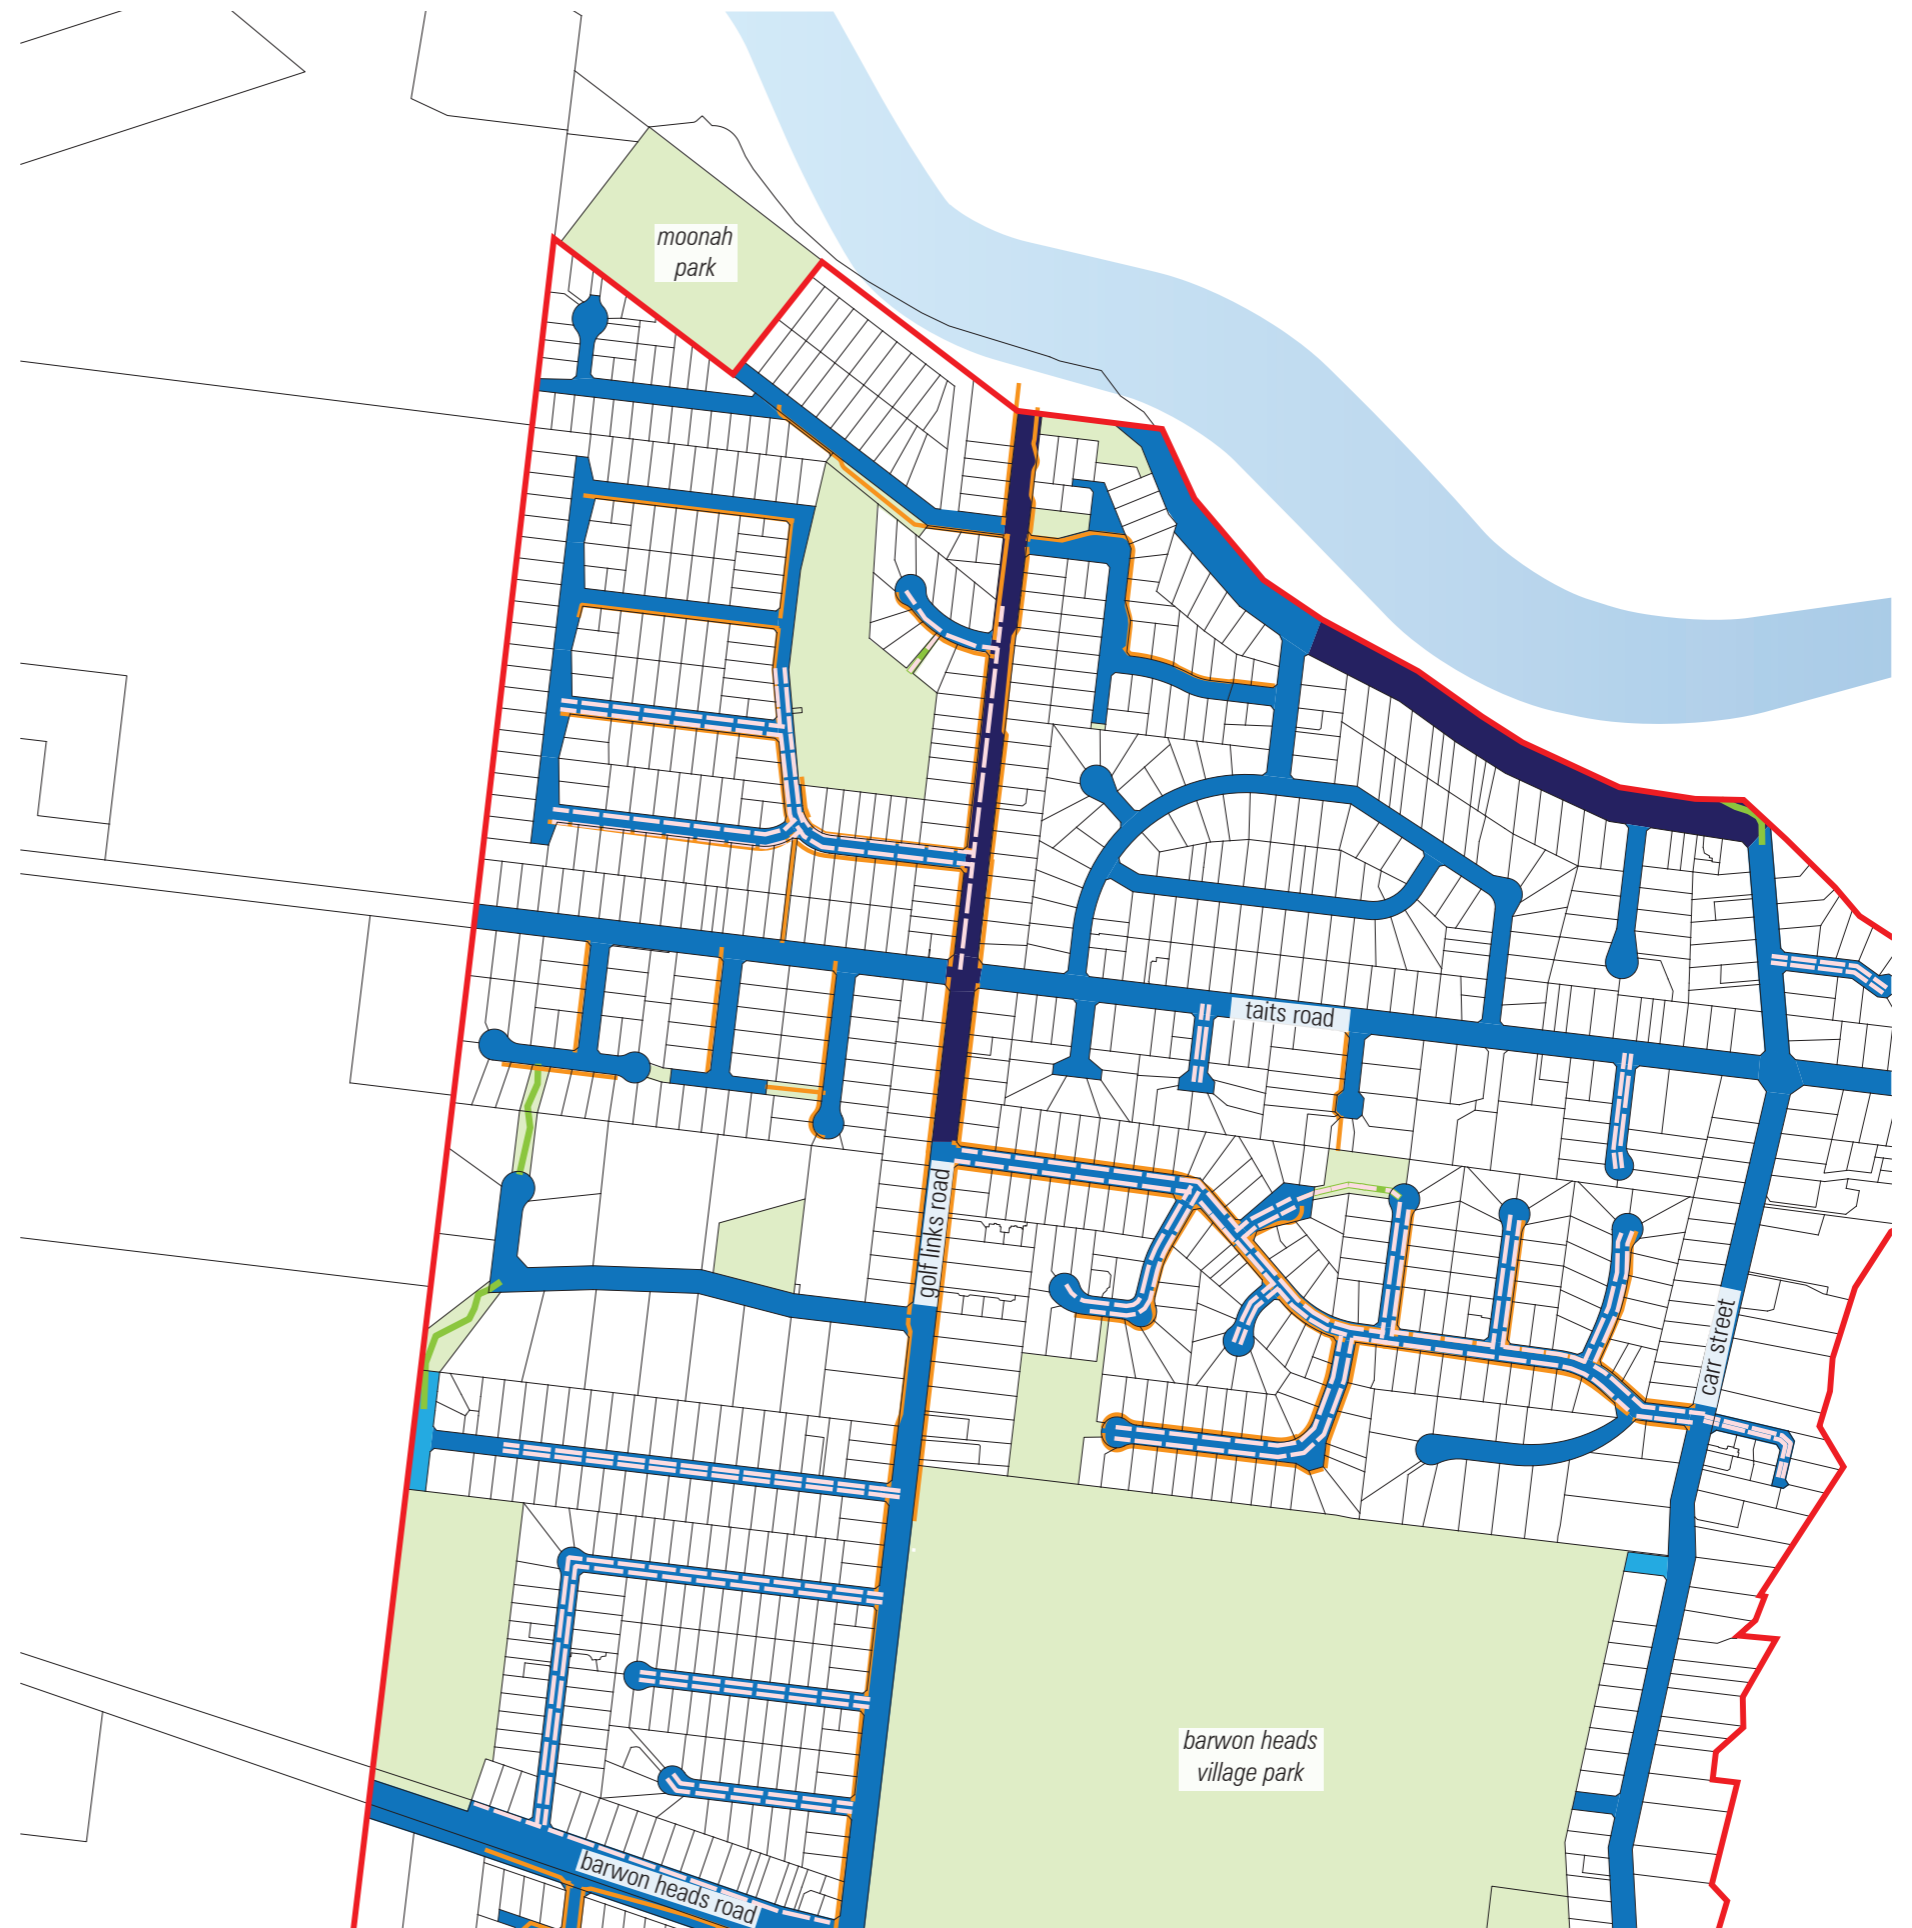 moonah
park
taits road
golf links road
carr street
barwon heads
village park
barwon heads road